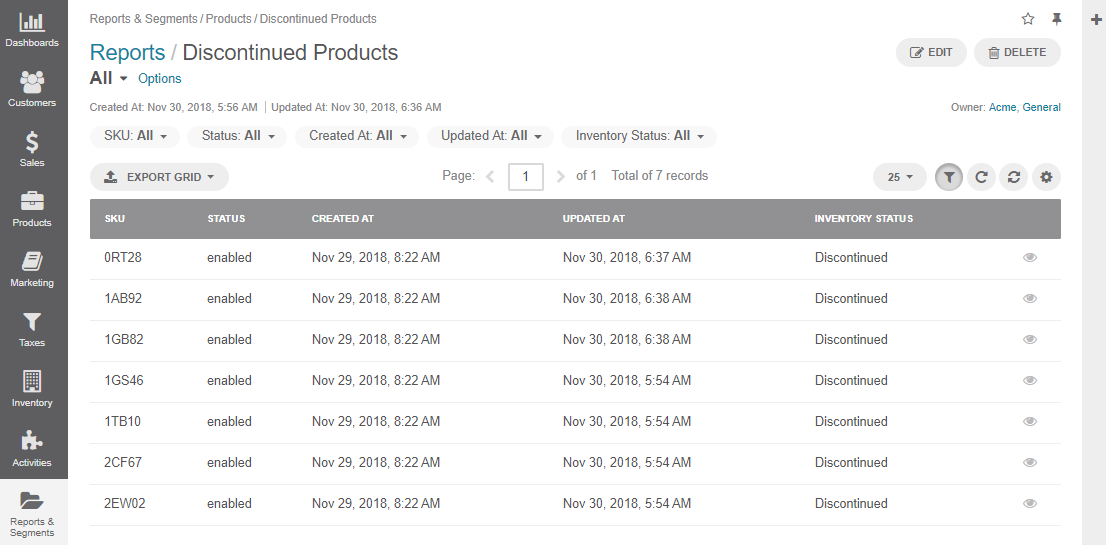 Dashboards
Customers
Sales
Products
Marketing
Taxes
Inventory
Activities
Reports &
Segments
Reports & Segments / Products / Discontinued Products
Reports / Discontinued Products
EDIT DELETE
All Options
Created At: Nov 30, 2018, 5:56 AM | Updated At: Nov 30, 2018, 6:36 AM Owner: Acme, General
SKU: All Status: All Created At: All Updated At: All Inventory Status: All
EXPORT GRID Page: 1 of 1 Total of 7 records 25
SKU STATUS CREATED AT UPDATED AT INVENTORY STATUS
0RT28 enabled Nov 29, 2018, 8:22 AM Nov 30, 2018, 6:37 AM Discontinued
1AB92 enabled Nov 29, 2018, 8:22 AM Nov 30, 2018, 6:38 AM Discontinued
1GB82 enabled Nov 29, 2018, 8:22 AM Nov 30, 2018, 6:38 AM Discontinued
1GS46 enabled Nov 29, 2018, 8:22 AM Nov 30, 2018, 5:54 AM Discontinued
1TB10 enabled Nov 29, 2018, 8:22 AM Nov 30, 2018, 5:54 AM Discontinued
2CF67 enabled Nov 29, 2018, 8:22 AM Nov 30, 2018, 5:54 AM Discontinued
2EW02 enabled Nov 29, 2018, 8:22 AM Nov 30, 2018, 5:54 AM Discontinued